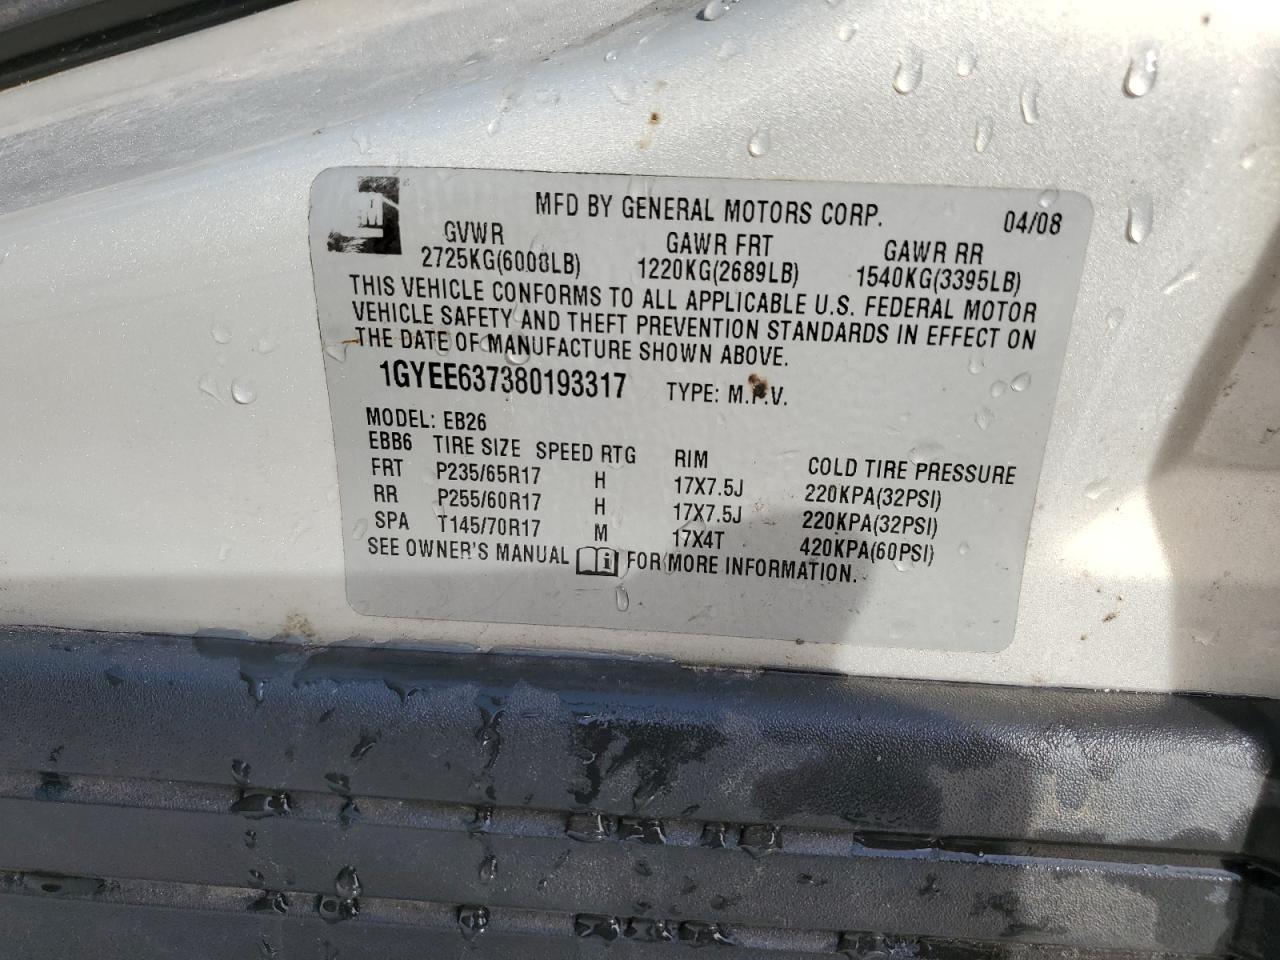 GM
MFD BY GENERAL MOTORS CORP. 04/08
GVWR GAWR FRT GAWR RR
2725KG(6008LB) 1220KG(2689LB) 1540KG(3395LB)
THIS VEHICLE CONFORMS TO ALL APPLICABLE U.S. FEDERAL MOTOR
VEHICLE SAFETY AND THEFT PREVENTION STANDARDS IN EFFECT ON
THE DATE OF MANUFACTURE SHOWN ABOVE.
1GYEE637380193317 TYPE: M.P.V.
MODEL: EB26
EBB6 TIRE SIZE SPEED RTG RIM COLD TIRE PRESSURE
FRT P235/65R17 H 17X7.5J 220KPA(32PSI)
RR P255/60R17 H 17X7.5J 220KPA(32PSI)
SPA T145/70R17 M 17X4T 420KPA(60PSI)
SEE OWNER'S MANUAL i FOR MORE INFORMATION.